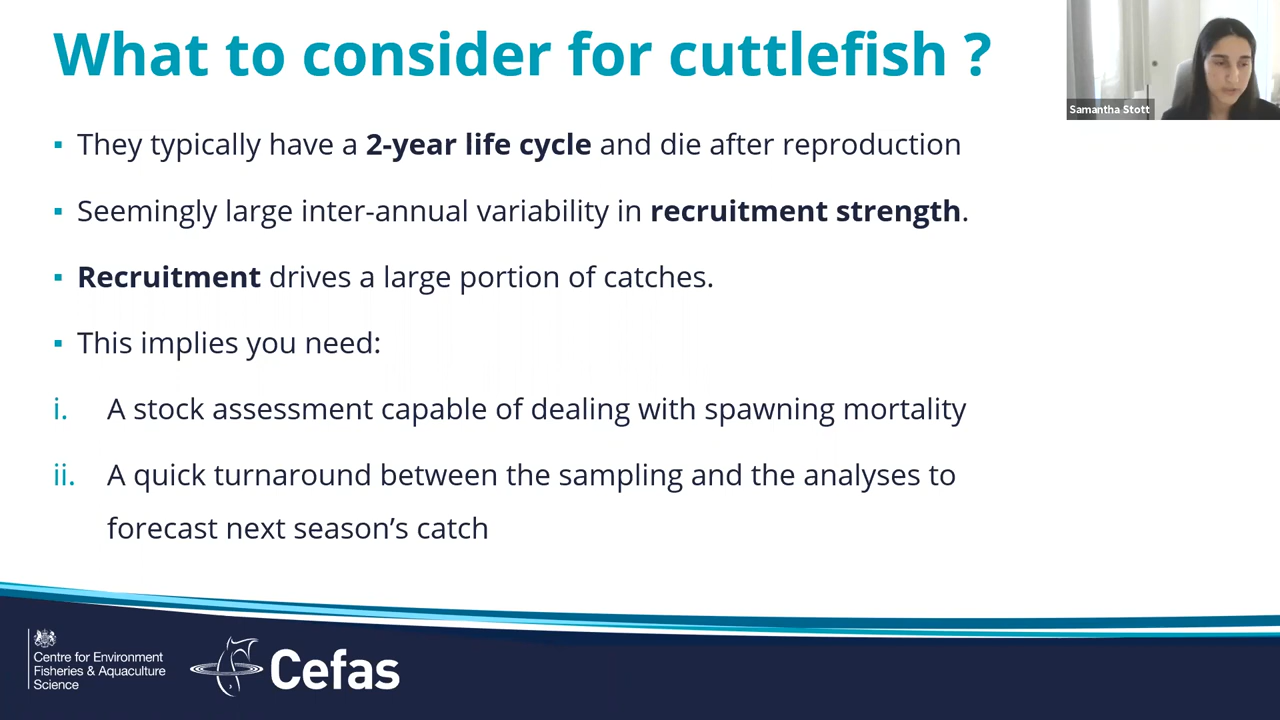 What to consider for cuttlefish ?
Samantha Stott
▪ They typically have a 2-year life cycle and die after reproduction
▪ Seemingly large inter-annual variability in recruitment strength.
▪ Recruitment drives a large portion of catches.
▪ This implies you need:
i. A stock assessment capable of dealing with spawning mortality
ii. A quick turnaround between the sampling and the analyses to
forecast next season’s catch
Centre for Environment
Fisheries & Aquaculture
Science
Cefas